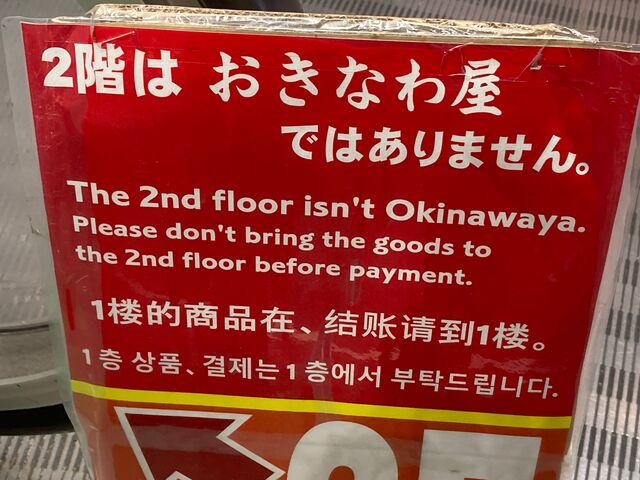 2階は おきなわ屋
ではありません。
The 2nd floor isn't Okinawaya.
Please don't bring the goods to
the 2nd floor before payment.
1楼的商品在、结账请到1楼。
1층 상품、결제는 1층에서 부탁드립니다.